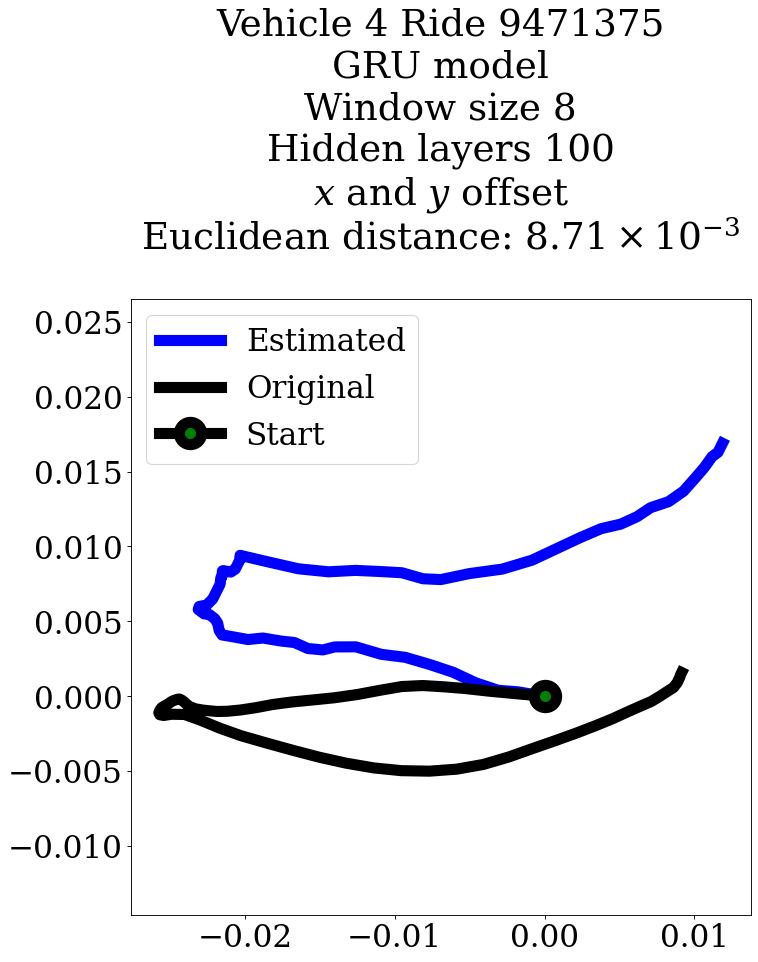 Vehicle 4 Ride 9471375
GRU model
Window size 8
Hidden layers 100
x and y offset
Euclidean distance: 8.71 × 10⁻³
Estimated
Original
Start
0.025
0.020
0.015
0.010
0.005
0.000
−0.005
−0.010
−0.02 −0.01 0.00 0.01